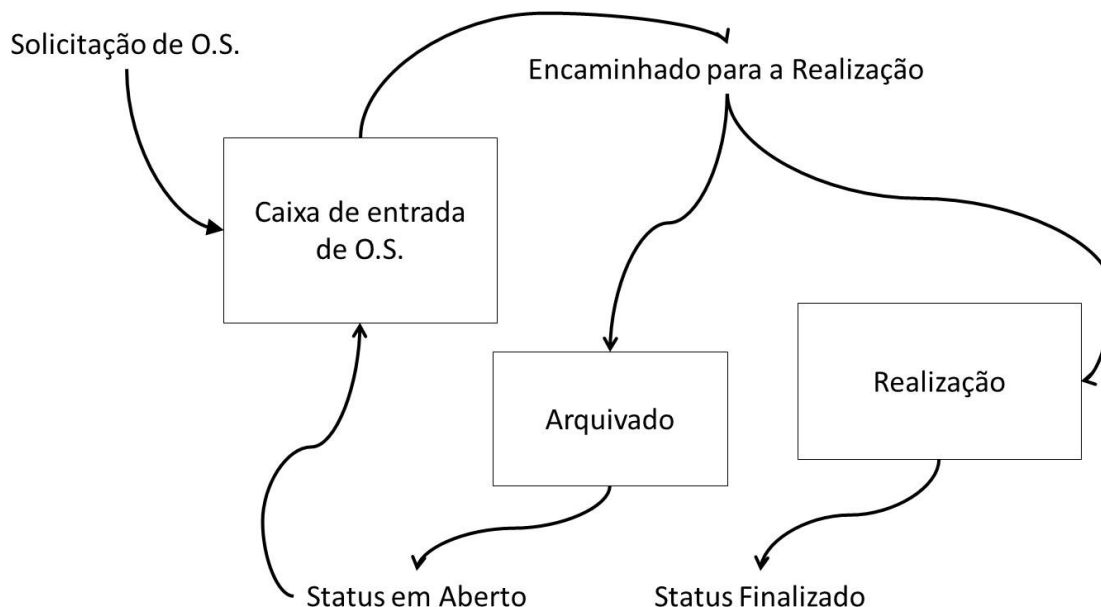 Solicitação de O.S.
Encaminhado para a Realização
Caixa de entrada
de O.S.
Realização
Arquivado
Status em Aberto
Status Finalizado